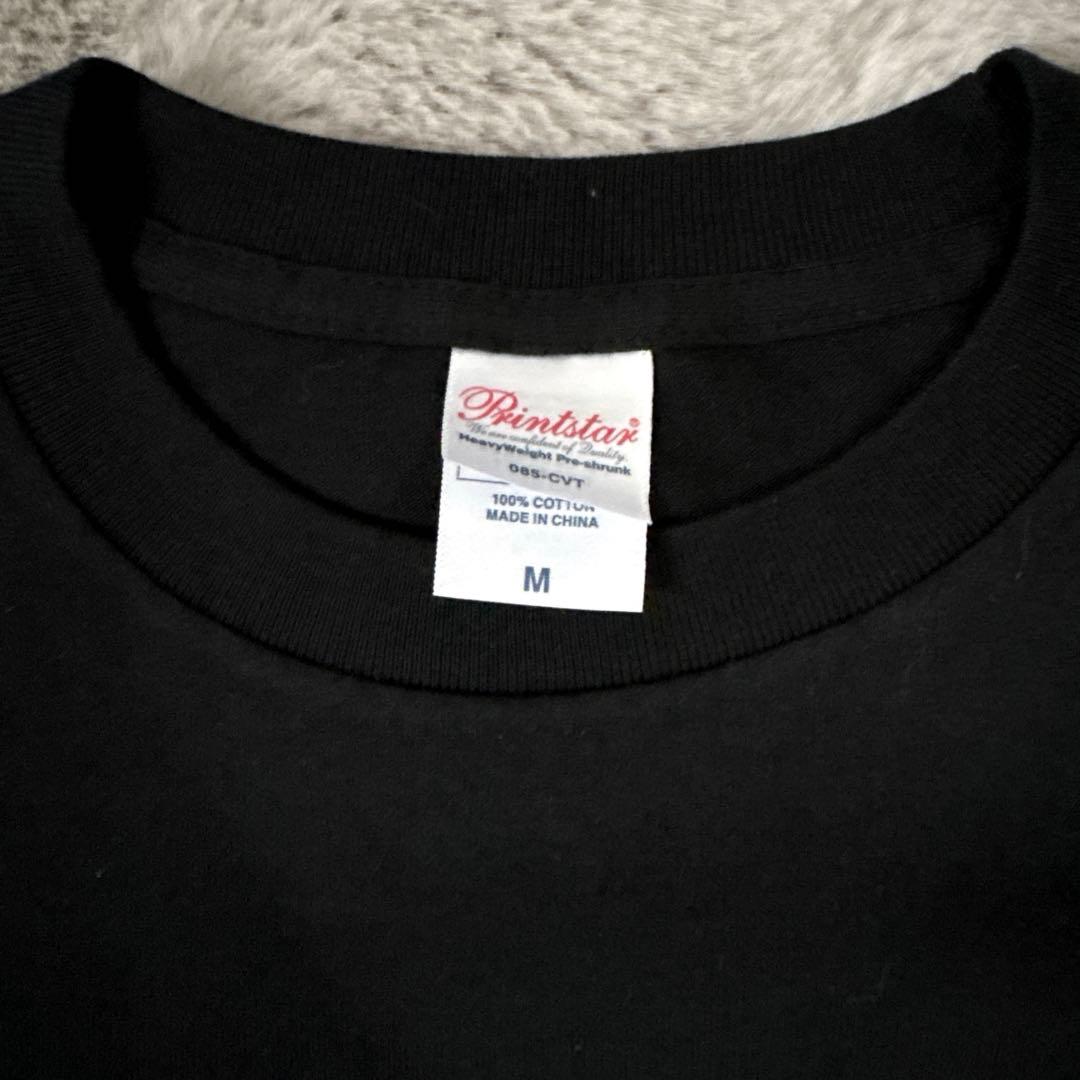 Printstar®
We are confident of Quality.
HeavyWeight Pre-shrunk
085-CVT
100% COTTON
MADE IN CHINA
M